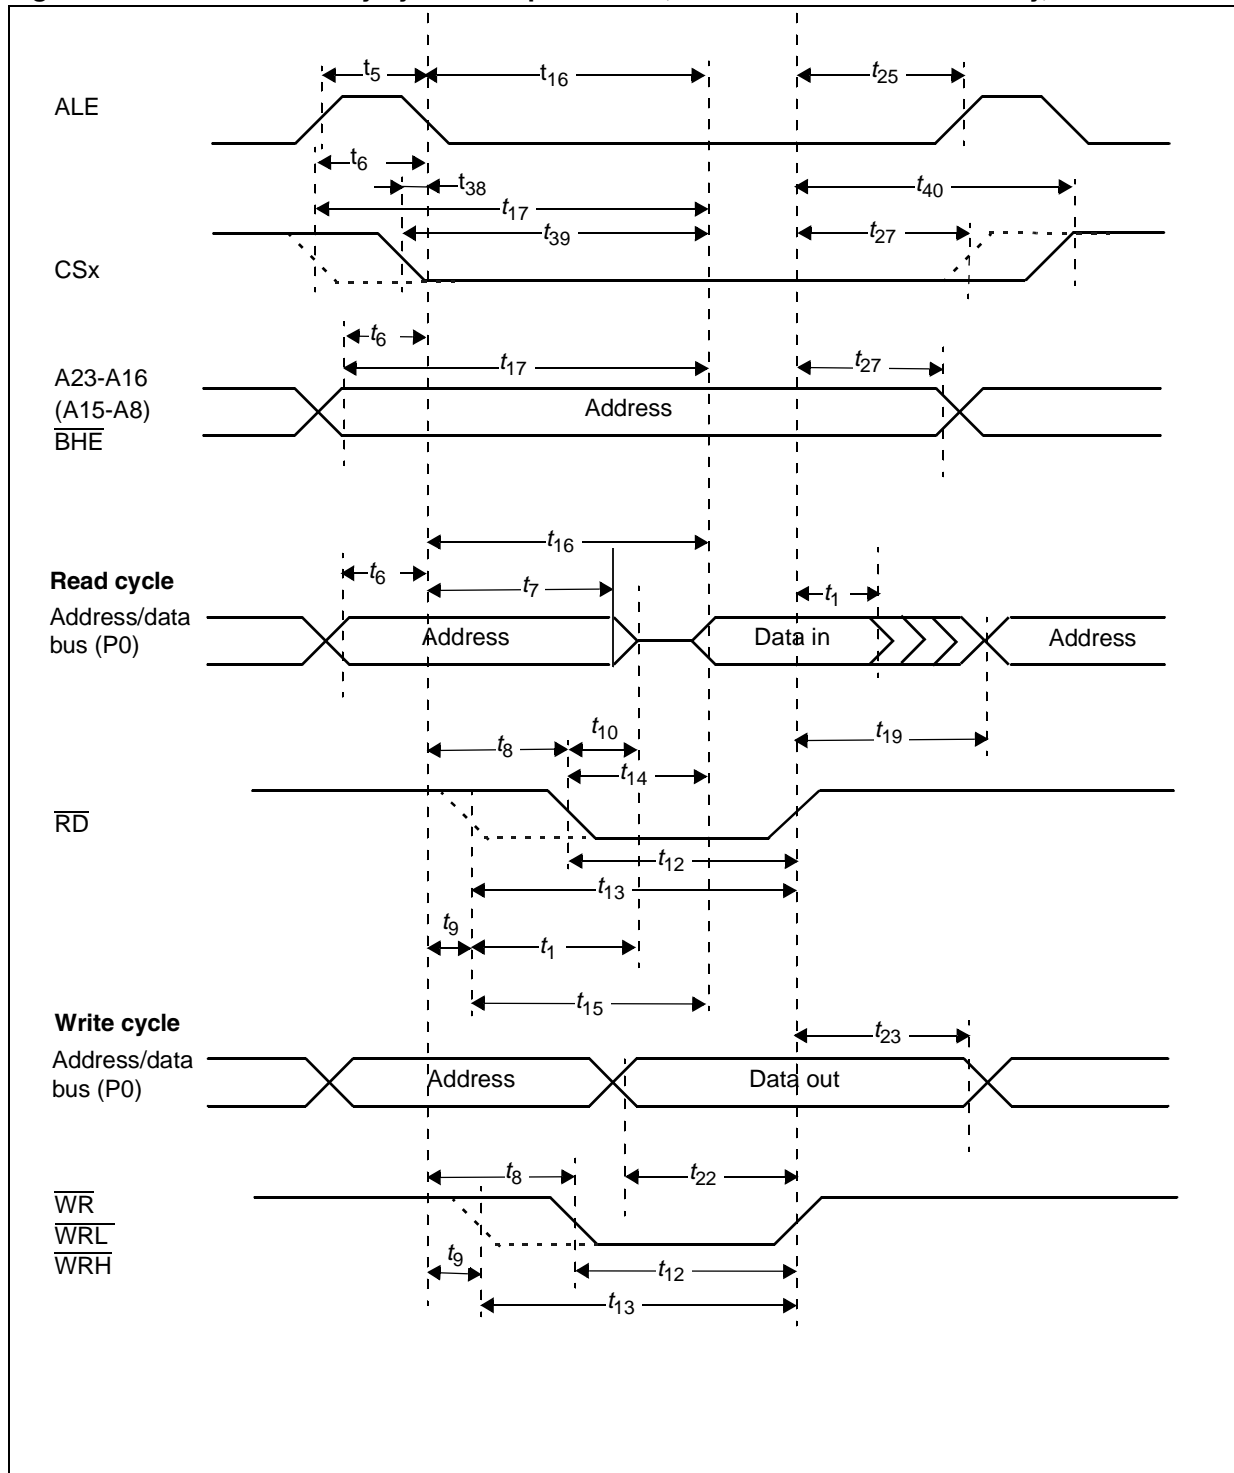 t5
t16
t25
ALE
t6
t38
t40
t17
t39
t27
CSx
t6
t17
t27
A23-A16
(A15-A8)
Address
BHE
t16
Read cycle
t6
t7
t1
Address/data
bus (P0)
Address
Data in
Address
t10
t8
t19
t14
RD
t12
t13
t9
t1
t15
Write cycle
t23
Address/data
bus (P0)
Address
Data out
t8
t22
WR
WRL
WRH
t9
t12
t13